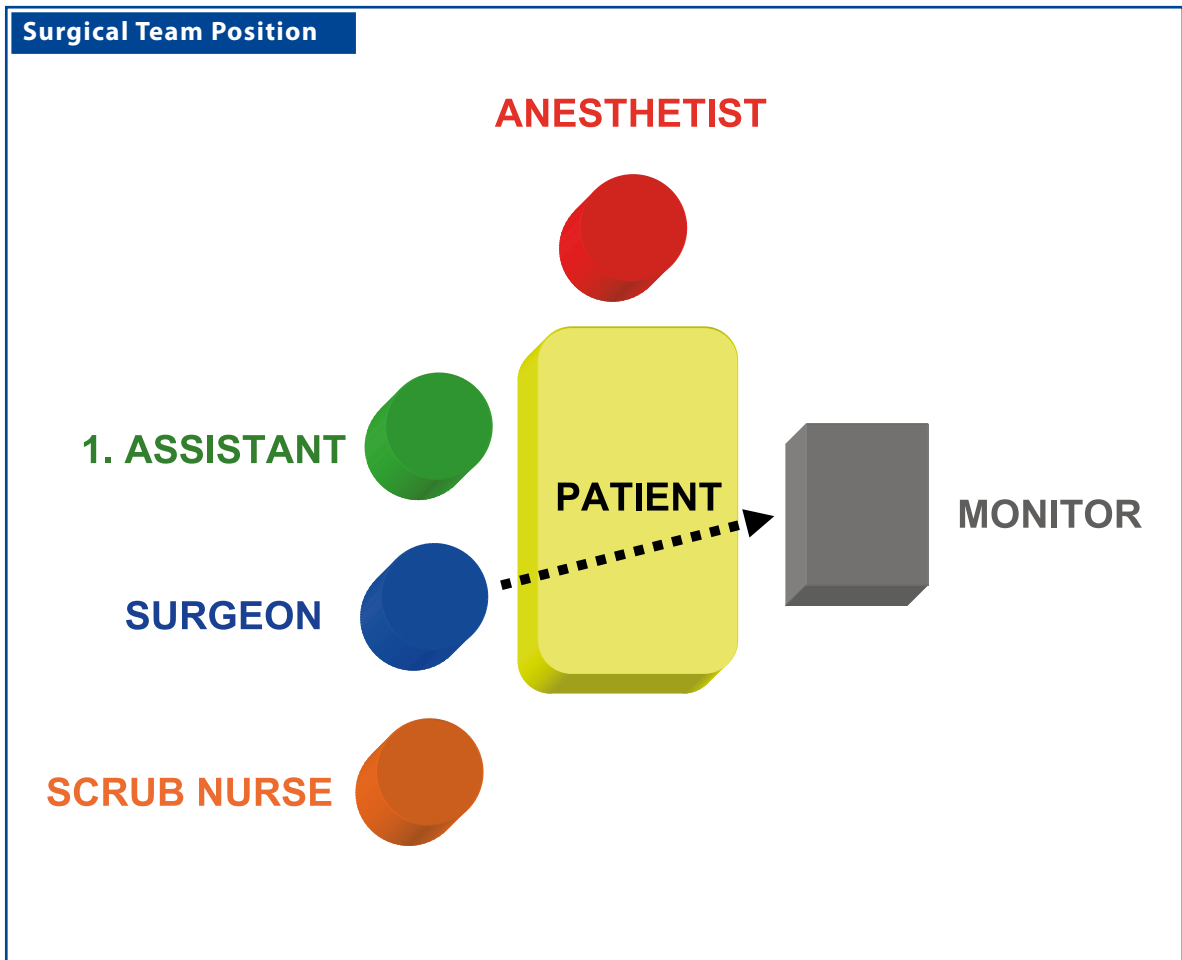 Surgical Team Position
ANESTHETIST
1. ASSISTANT
PATIENT
MONITOR
SURGEON
SCRUB NURSE